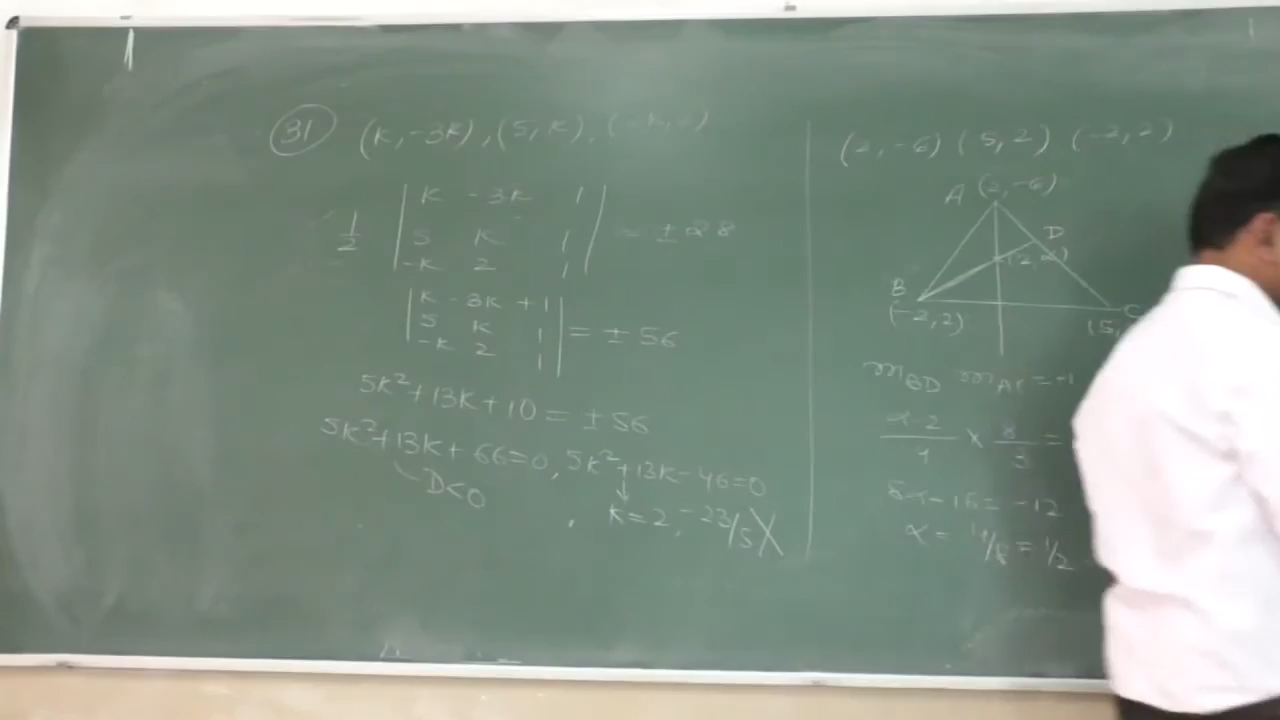 31 (K, -3K), (5, K), (-K, 2)
1/2 | K -3K 1
5 K 1
-K 2 1 | = ± 28
| K -3K +1
5 K 1
-K 2 1 | = ± 56
5K² + 13K + 10 = ± 56
5K² + 13K + 66 = 0, 5K² + 13K - 46 = 0
D<0
K = 2, -23/5
(2, -6) (5, 2) (-2, 2)
A (2, -6)
D
(2, α)
B
(-2, 2)
C
(5,
m BD m AC = -1
α-2/4 × 8/3 =
8α - 16 = -12
α = 4/8 = 1/2